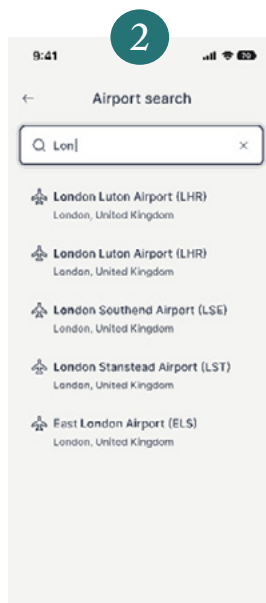 2
9:41
70
Airport search
Lon
London Luton Airport (LHR)
London, United Kingdom
London Luton Airport (LHR)
London, United Kingdom
London Southend Airport (LSE)
London, United Kingdom
London Stanstead Airport (LST)
London, United Kingdom
East London Airport (ELS)
London, United Kingdom